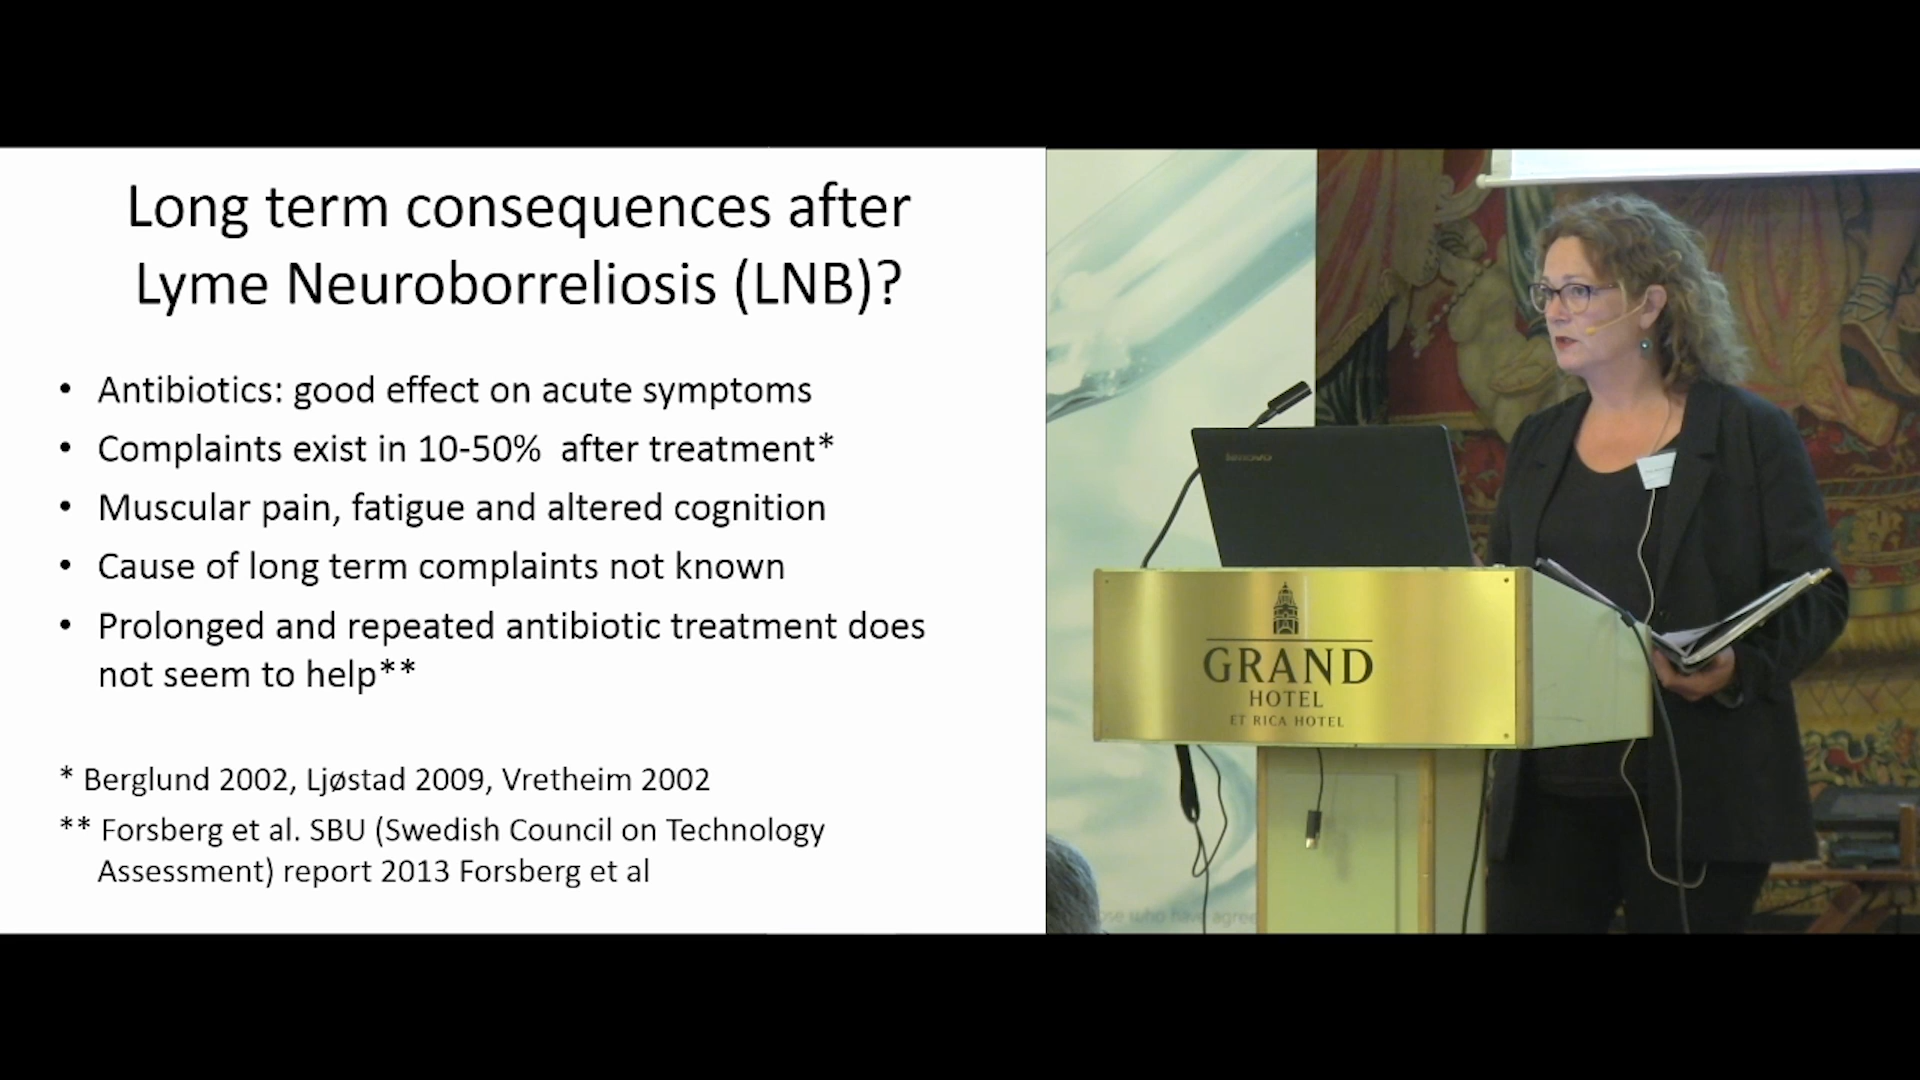 Long term consequences after
Lyme Neuroborreliosis (LNB)?
• Antibiotics: good effect on acute symptoms
• Complaints exist in 10-50% after treatment*
• Muscular pain, fatigue and altered cognition
• Cause of long term complaints not known
• Prolonged and repeated antibiotic treatment does
not seem to help**
* Berglund 2002, Ljøstad 2009, Vretheim 2002
** Forsberg et al. SBU (Swedish Council on Technology
Assessment) report 2013 Forsberg et al
lenovo
GRAND
HOTEL
ET RICA HOTEL
who have agree